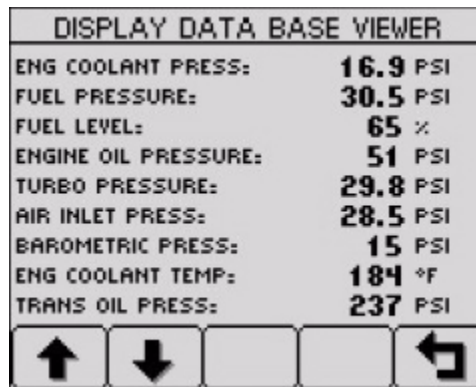 DISPLAY DATA BASE VIEWER
ENG COOLANT PRESS: 16.9 PSI
FUEL PRESSURE: 30.5 PSI
FUEL LEVEL: 65 %
ENGINE OIL PRESSURE: 51 PSI
TURBO PRESSURE: 29.8 PSI
AIR INLET PRESS: 28.5 PSI
BAROMETRIC PRESS: 15 PSI
ENG COOLANT TEMP: 184 °F
TRANS OIL PRESS: 237 PSI